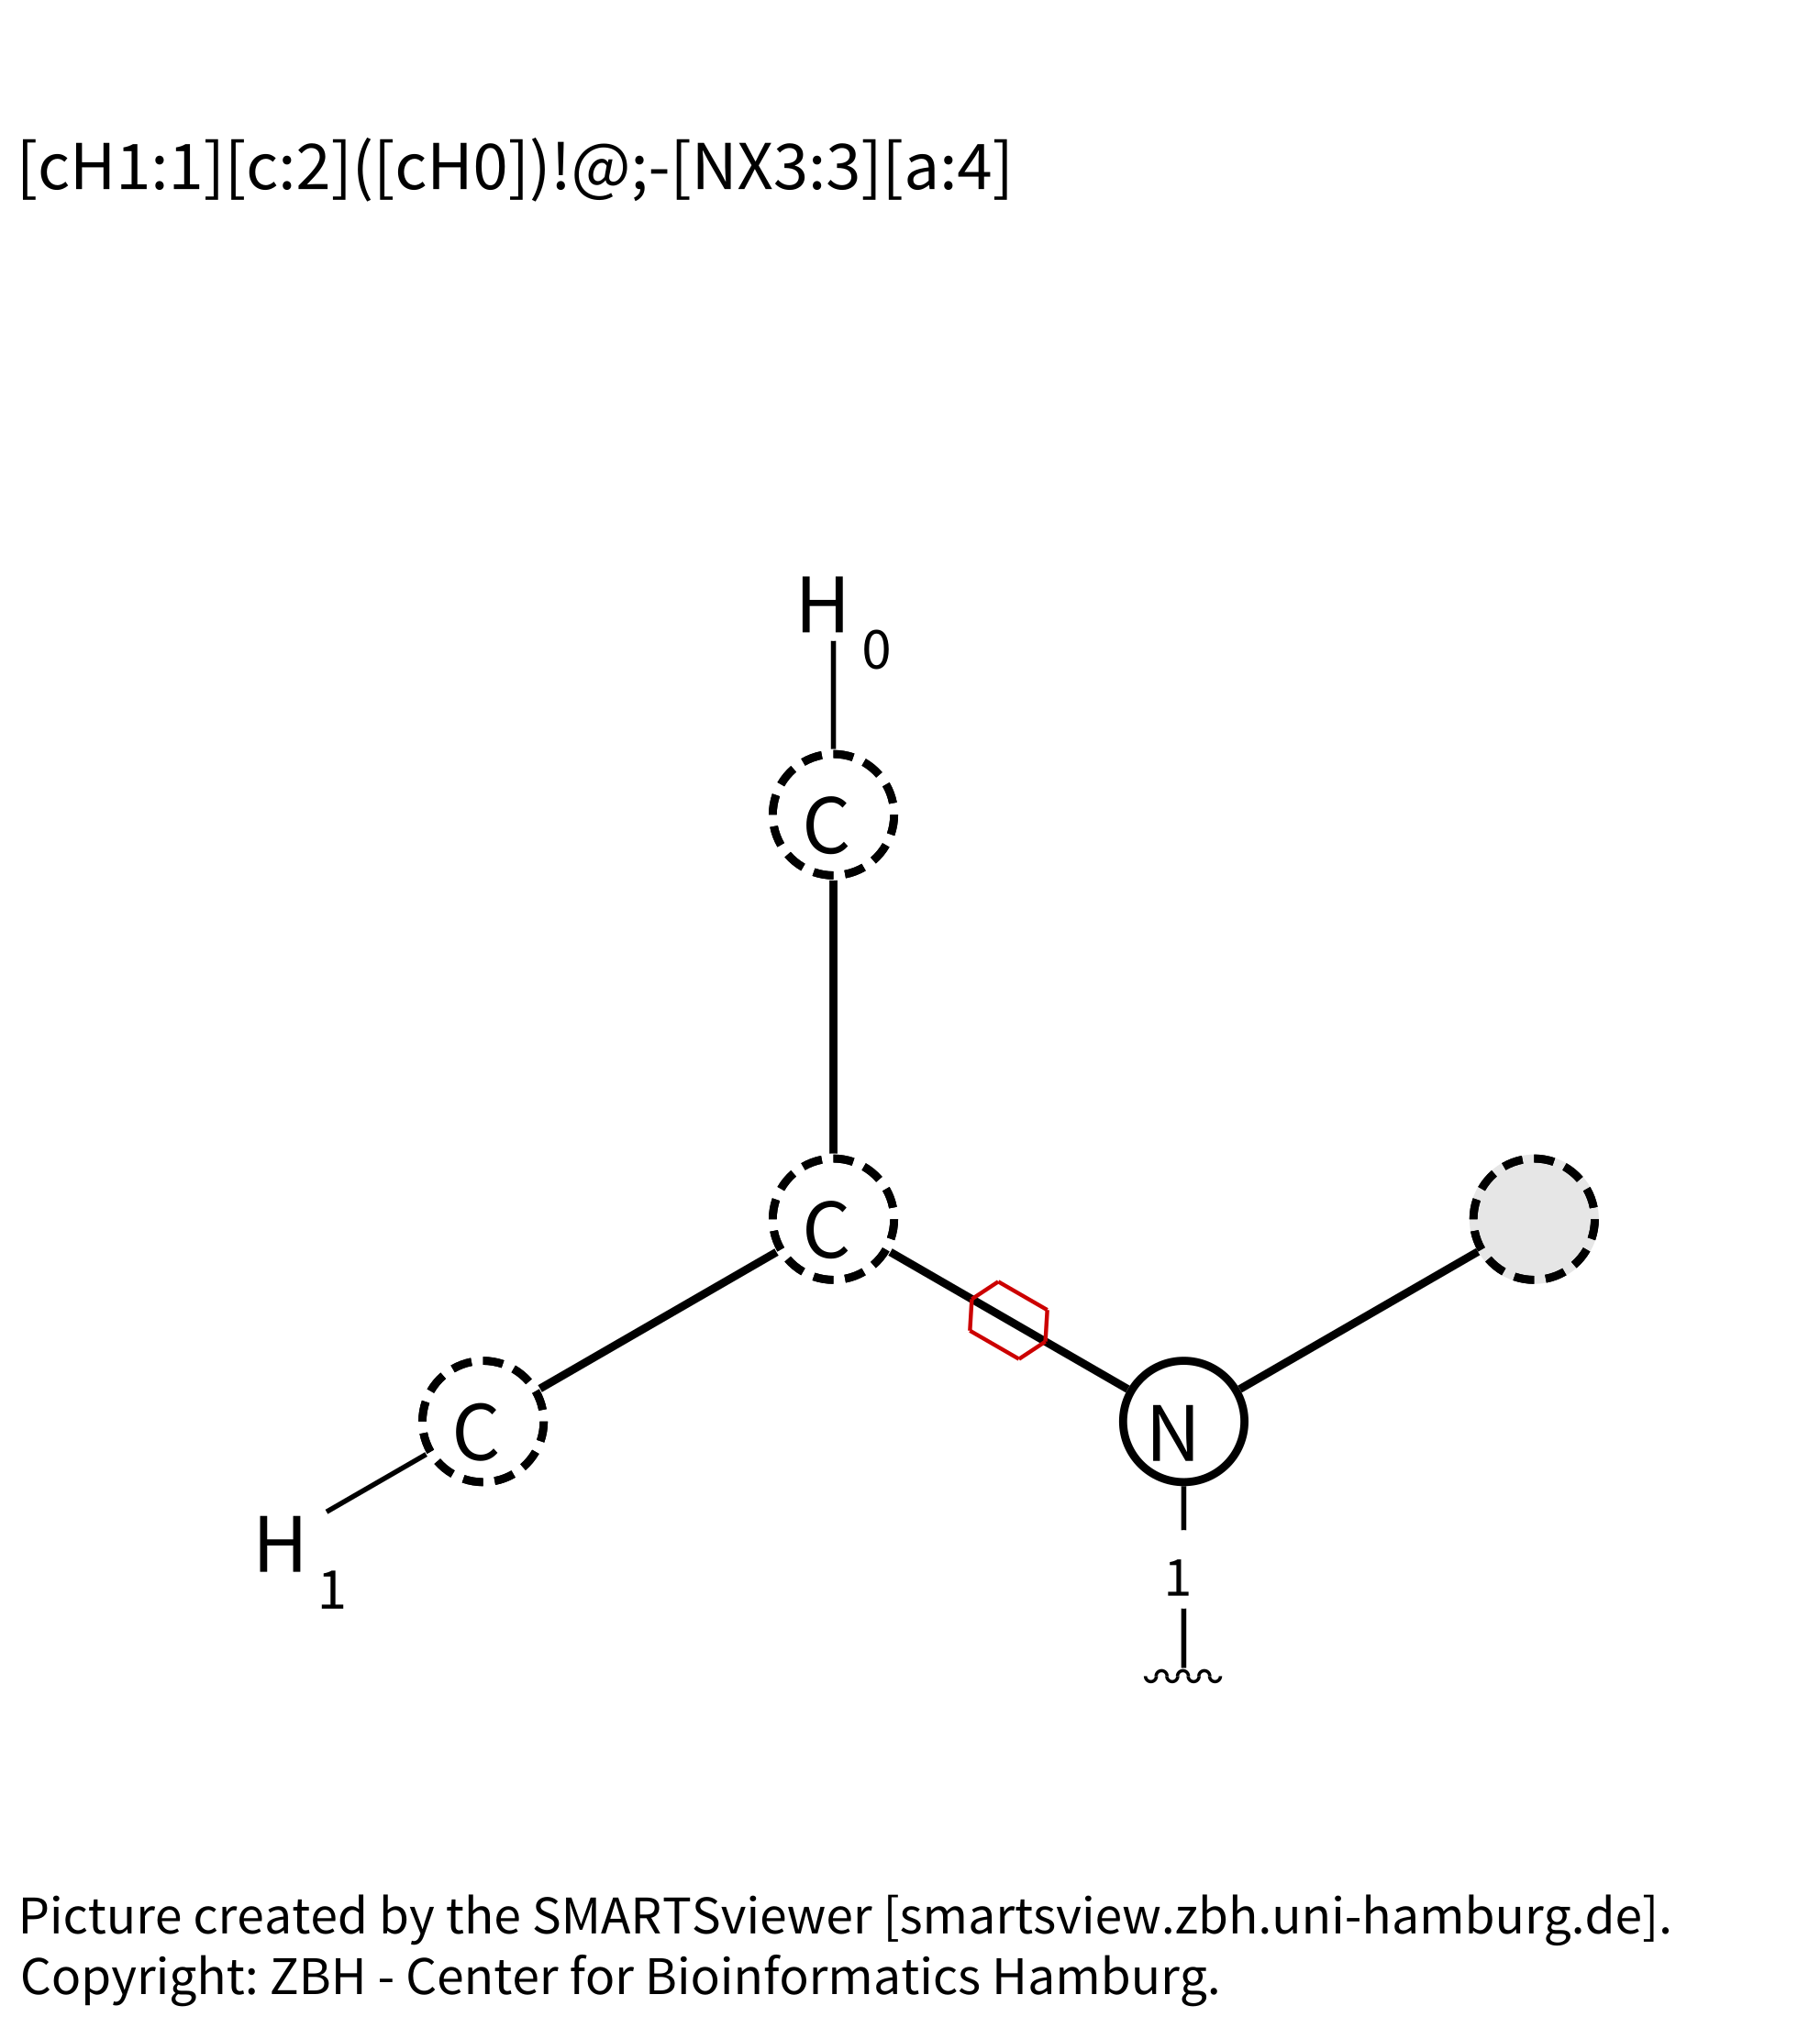 [cH1:1][c:2]([cH0])!@;-[NX3:3][a:4]
H 0
C
C
C
N
H 1
1
Picture created by the SMARTSviewer [smartsview.zbh.uni-hamburg.de].
Copyright: ZBH - Center for Bioinformatics Hamburg.